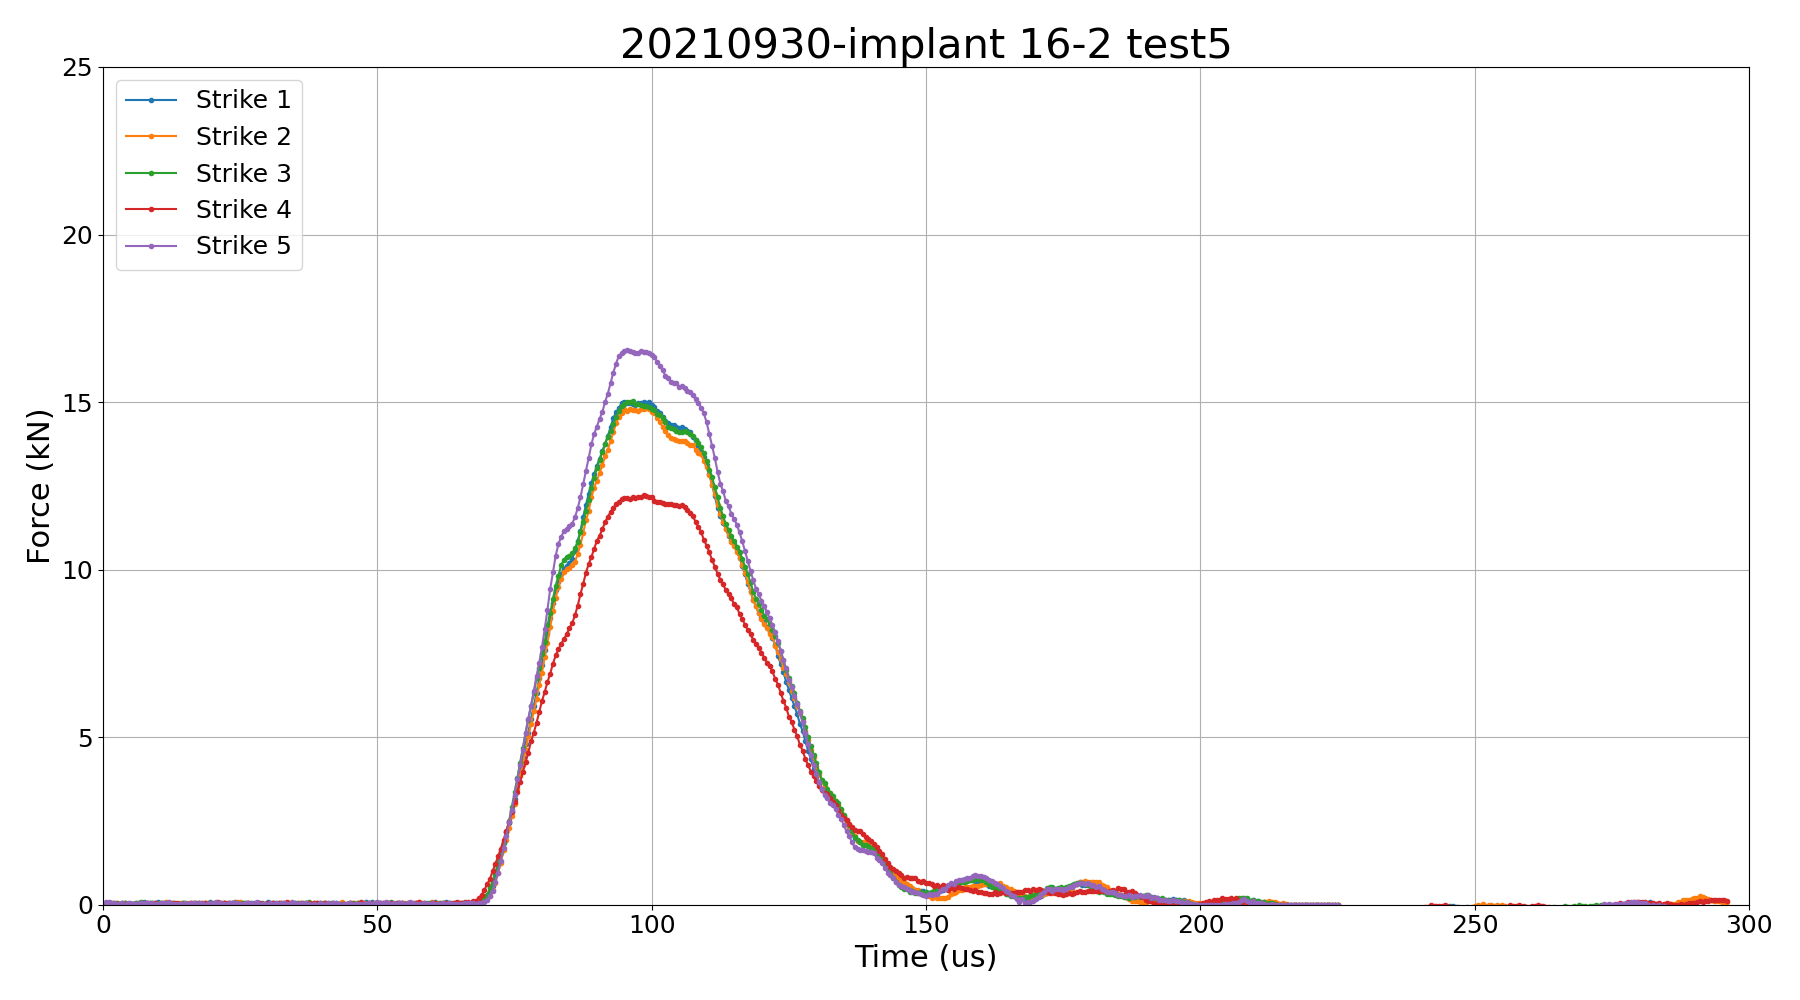 20210930-implant 16-2 test5
25
20
15
10
5
0
Force (kN)
Strike 1
Strike 2
Strike 3
Strike 4
Strike 5
0 50 100 150 200 250 300
Time (us)